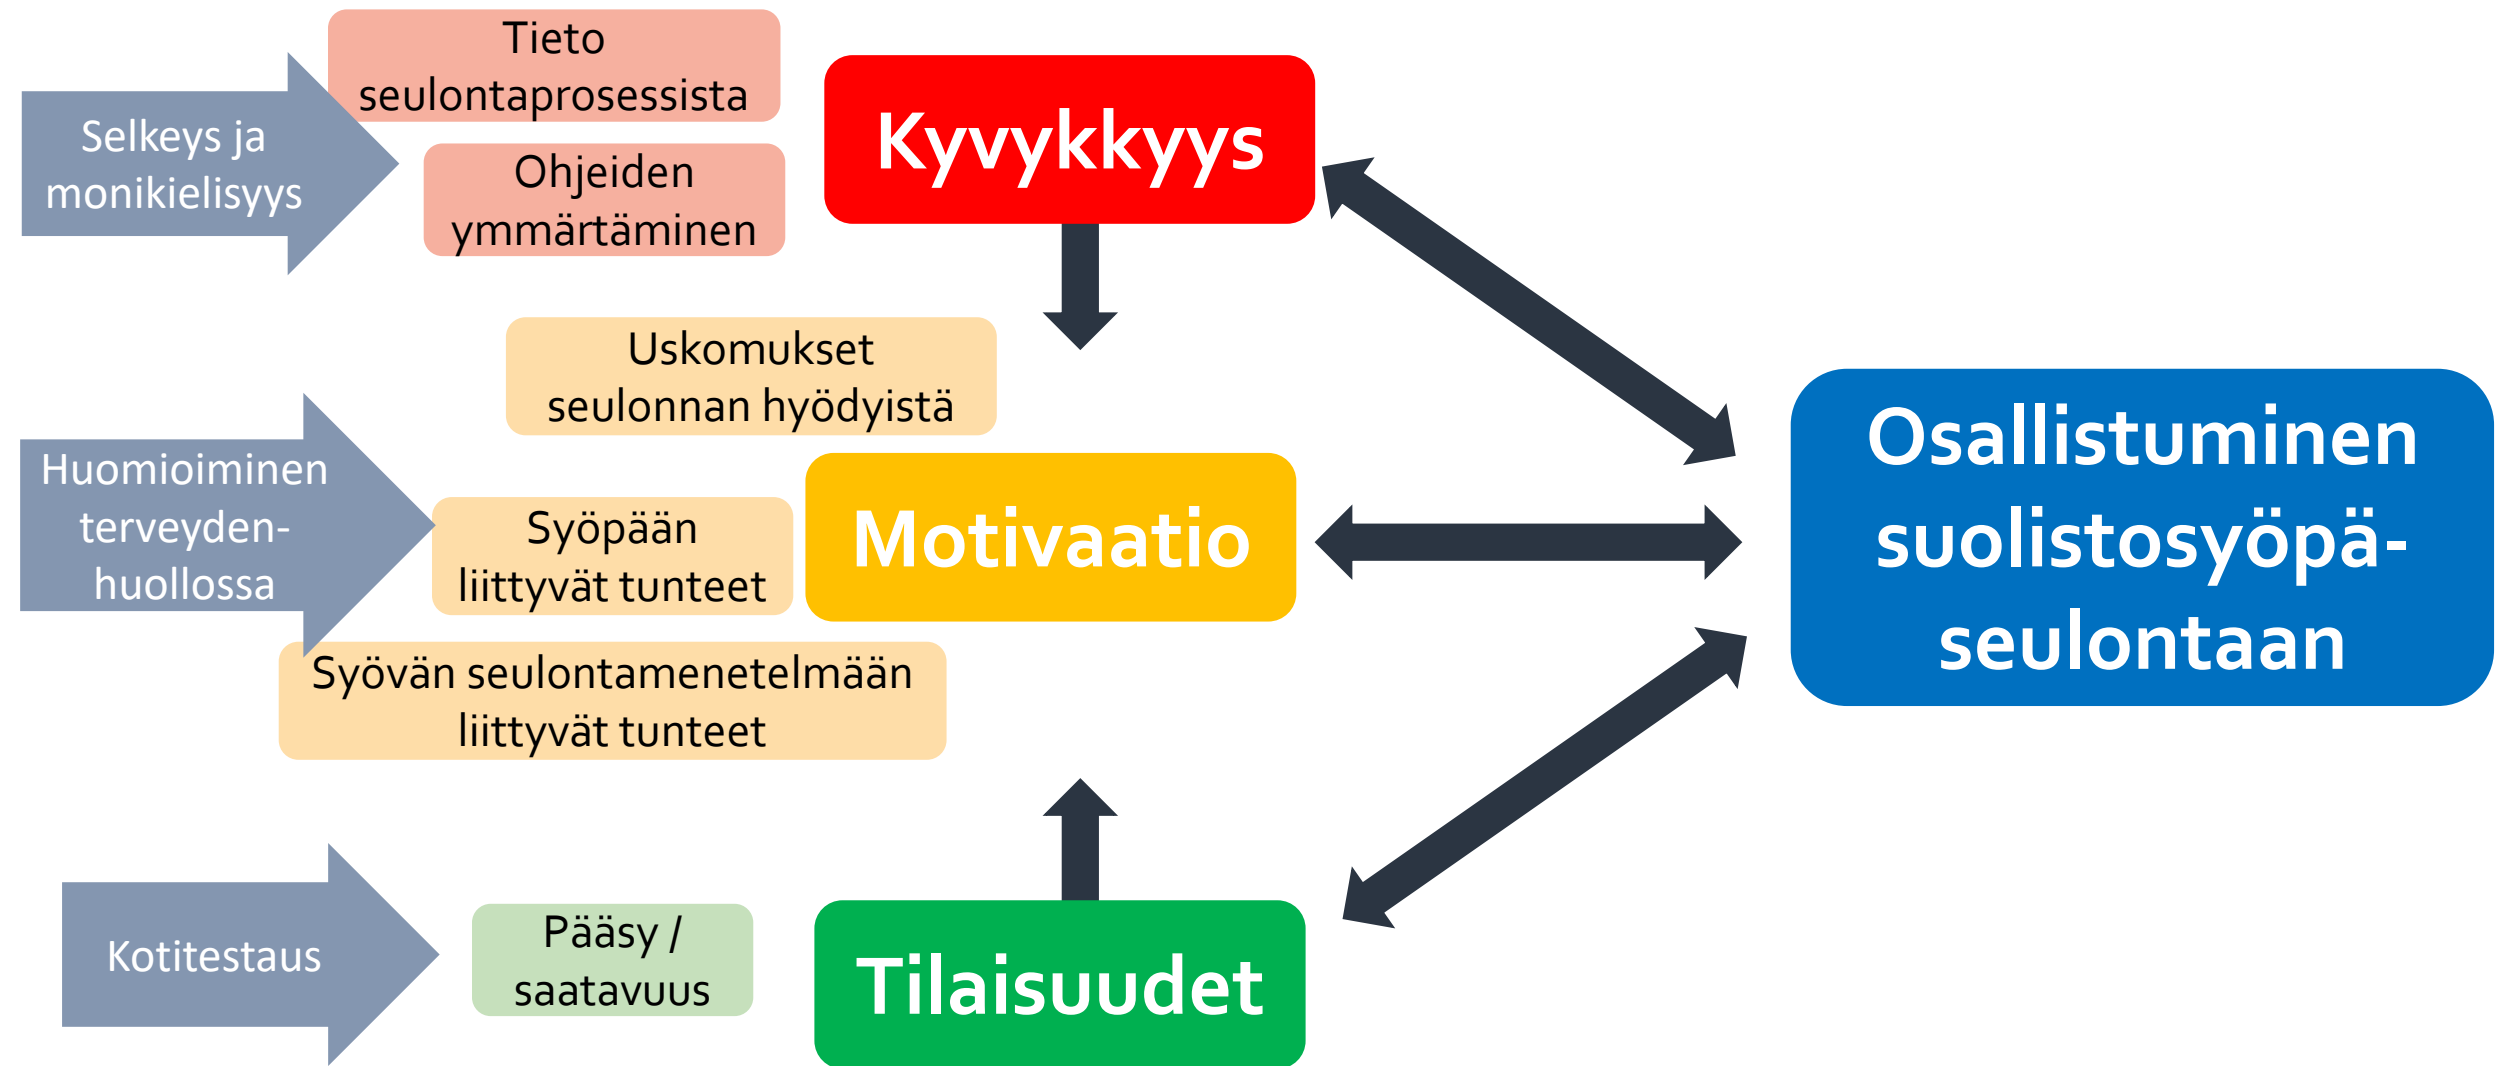 Tieto
seulontaprosessista
Selkeys ja
monikielisyys
Ohjeiden
ymmärtäminen
Kyvykkyys
Uskomukset
seulonnan hyödyistä
Huomioiminen
terveyden-
huollossa
Syöpään
liittyvät tunteet
Motivaatio
Syövän seulontamenetelmään
liittyvät tunteet
Osallistuminen
suolistosyöpä-
seulontaan
Kotitestaus
Pääsy /
saatavuus
Tilaisuudet